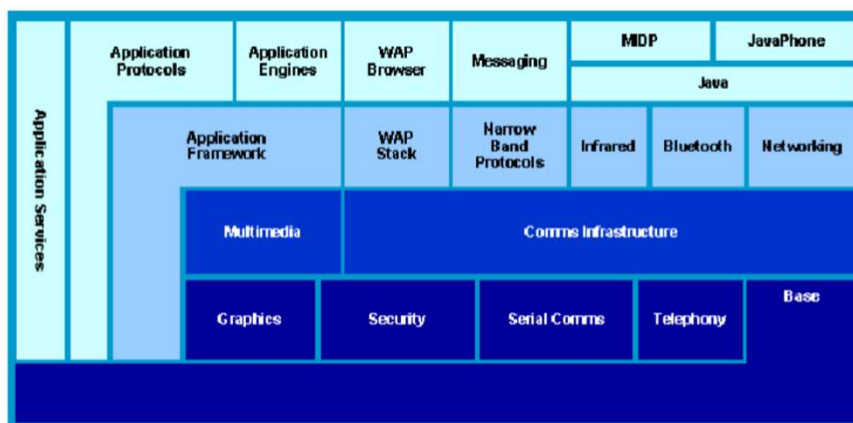 Application Services
Application
Protocols
Application
Engines
WAP
Browser
Messaging
MIDP
JavaPhone
Java
Application
Framework
WAP
Stack
Narrow
Band
Protocols
Infrared
Bluetooth
Networking
Multimedia
Comms Infrastructure
Graphics
Security
Serial Comms
Telephony
Base